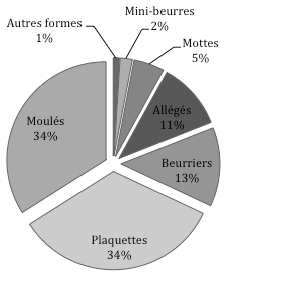 Mini-beurres
2%
Autres formes
1%
Mottes
5%
Allégés
11%
Beurriers
13%
Plaquettes
34%
Moulés
34%